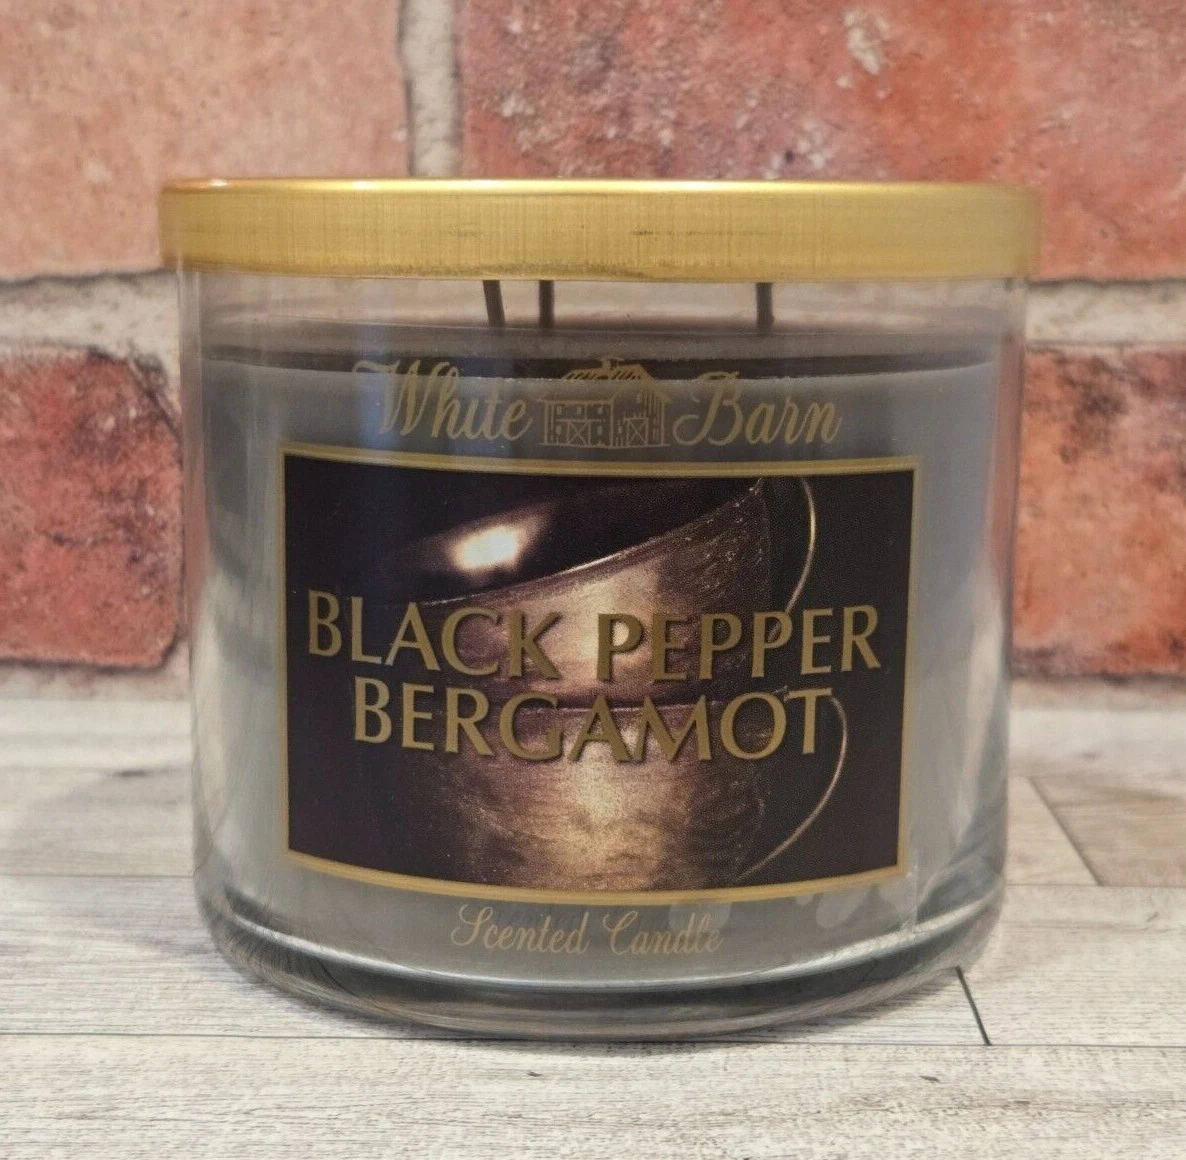 White Barn
BLACK PEPPER
BERGAMOT
Scented Candle